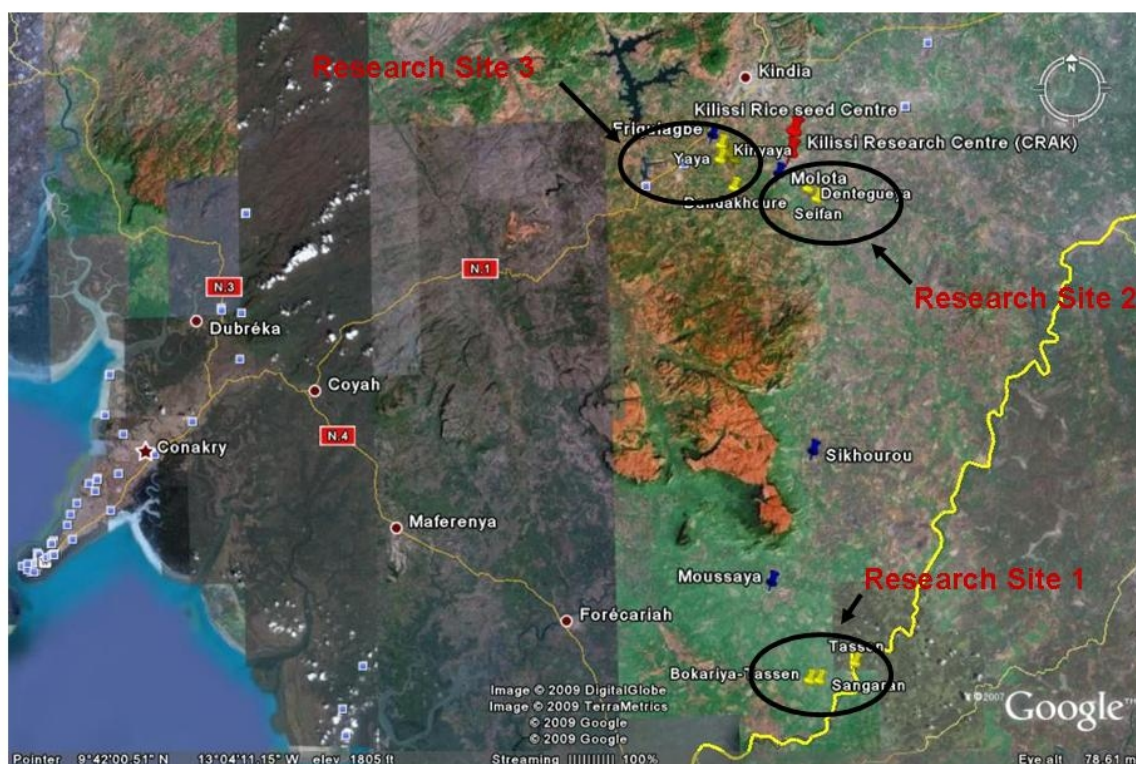 Research Site 3
Kindia
N
Kilissi Rice seed Centre
Friguiagbe
Kilissi Research Centre (CRAK)
Yaya
Kinyaya
Molota
Dentegueya
Dandakhoure
Seifan
N.1
N.3
Research Site 2
Dubréka
Coyah
N.4
Conakry
Sikhourou
Maferenya
Moussaya
Research Site 1
Forécariah
Tassen
Bokariya-Tassen
Sangaran
Image © 2009 DigitalGlobe
Image © 2009 TerraMetrics
© 2009 Google
© 2009 Google
©2007 Google™
Pointer 9°42'00.51" N 13°04'11.15" W elev 1805 ft Streaming |||||||||| 100% Eye alt 78.61 m